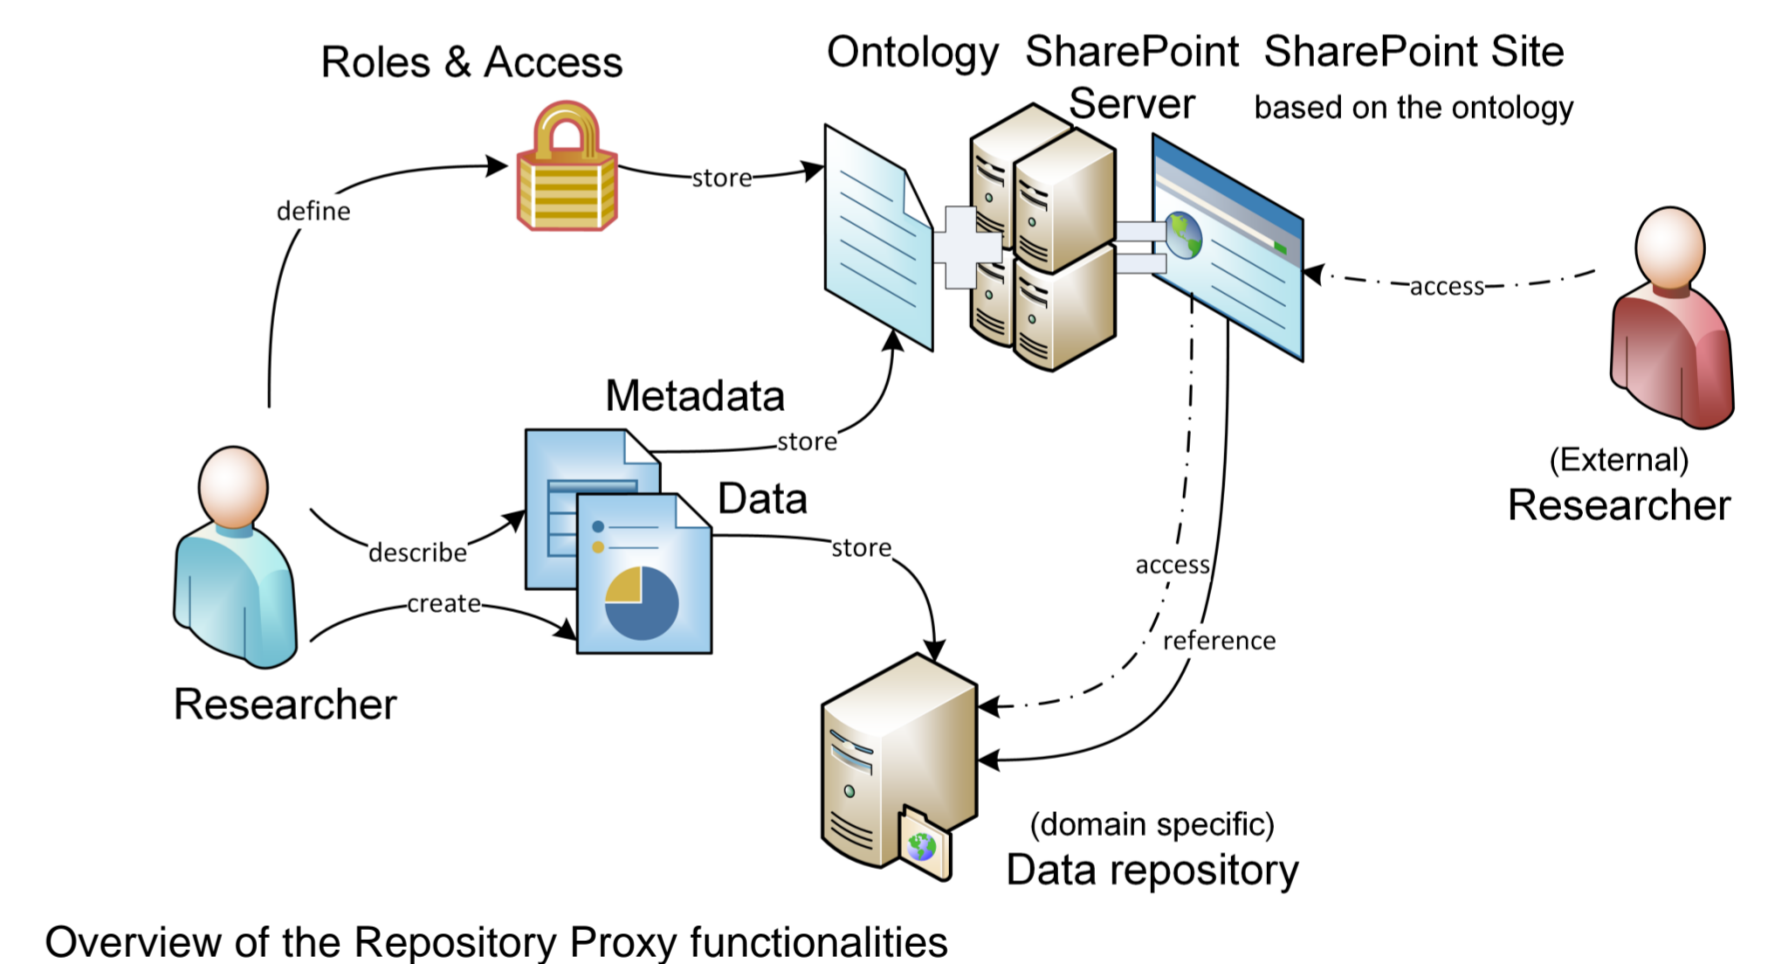 Roles & Access
Ontology
SharePoint
Server
SharePoint Site
based on the ontology
define
store
access
Metadata
store
(External)
Researcher
Data
describe
store
create
access
reference
Researcher
(domain specific)
Data repository
Overview of the Repository Proxy functionalities